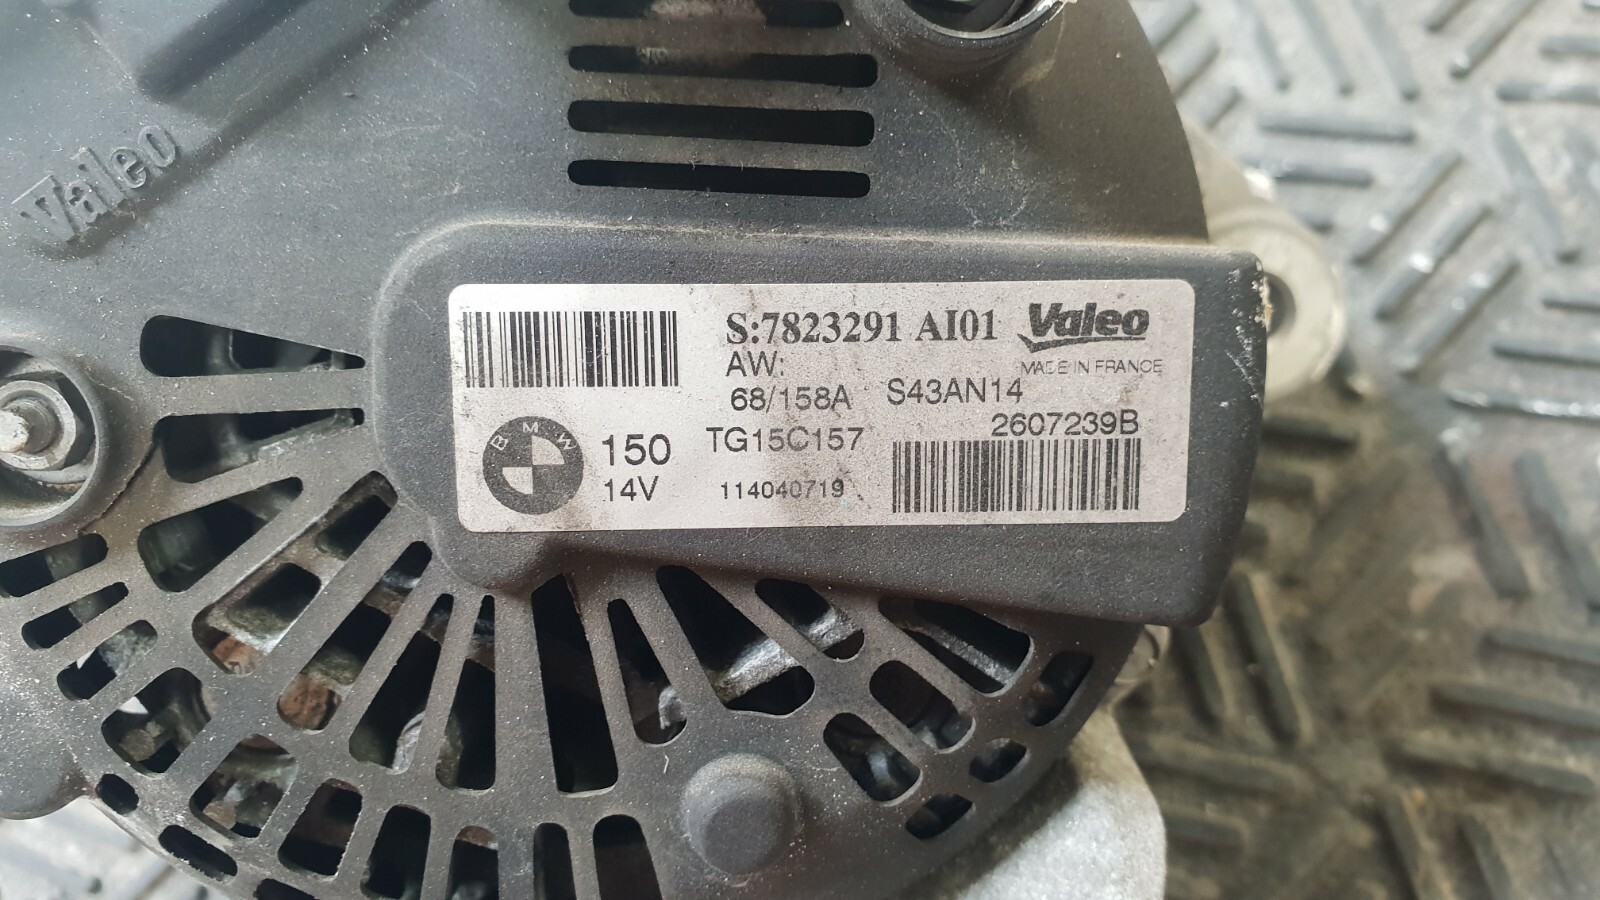 Valeo
S:7823291 AI01
Valeo
AW:
MADE IN FRANCE
68/158A S43AN14
2607239B
BMW
150
14V
TG15C157
114040719